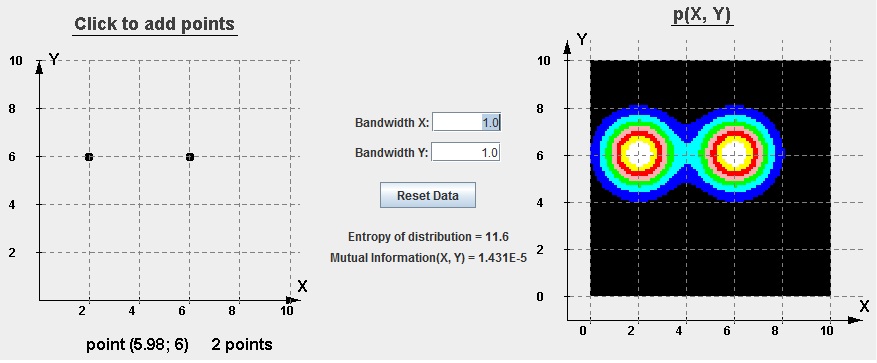 Click to add points
Y
10
8
6
4
2
2
4
6
8
10
X
point (5.98; 6) 2 points
Bandwidth X: 1.0
Bandwidth Y: 1.0
Reset Data
Entropy of distribution = 11.6
Mutual Information(X, Y) = 1.431E-5
p(X, Y)
Y
10
8
6
4
2
0
0
2
4
6
8
10
X